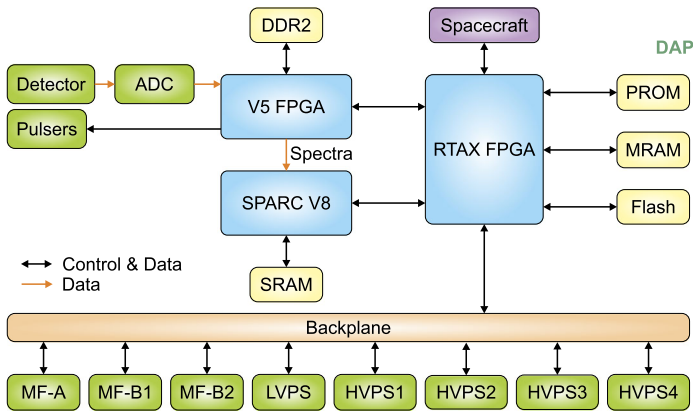 DDR2
Spacecraft
DAP
Detector
ADC
V5 FPGA
PROM
Pulsers
RTAX FPGA
MRAM
Spectra
SPARC V8
Flash
Control & Data
Data
SRAM
Backplane
MF-A
MF-B1
MF-B2
LVPS
HVPS1
HVPS2
HVPS3
HVPS4